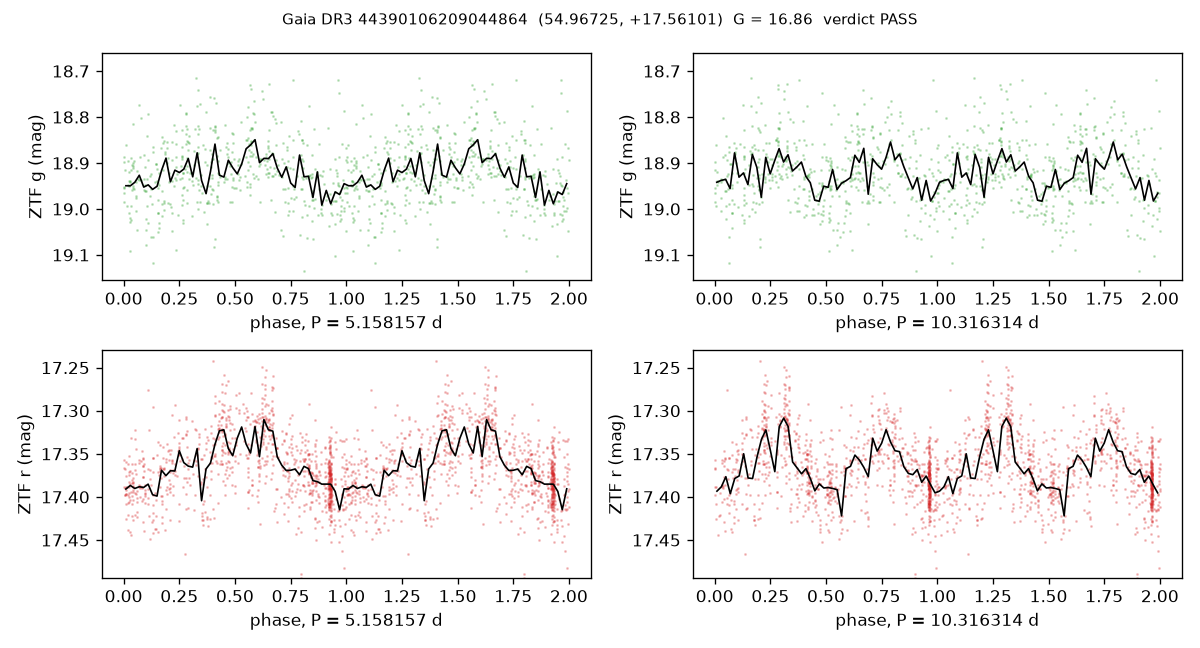 Gaia DR3 44390106209044864 (54.96725, +17.56101) G = 16.86 verdict PASS
ZTF g (mag)
18.7
18.8
18.9
19.0
19.1
0.00 0.25 0.50 0.75 1.00 1.25 1.50 1.75 2.00
phase, P = 5.158157 d
ZTF g (mag)
18.7
18.8
18.9
19.0
19.1
0.00 0.25 0.50 0.75 1.00 1.25 1.50 1.75 2.00
phase, P = 10.316314 d
ZTF r (mag)
17.25
17.30
17.35
17.40
17.45
0.00 0.25 0.50 0.75 1.00 1.25 1.50 1.75 2.00
phase, P = 5.158157 d
ZTF r (mag)
17.25
17.30
17.35
17.40
17.45
0.00 0.25 0.50 0.75 1.00 1.25 1.50 1.75 2.00
phase, P = 10.316314 d